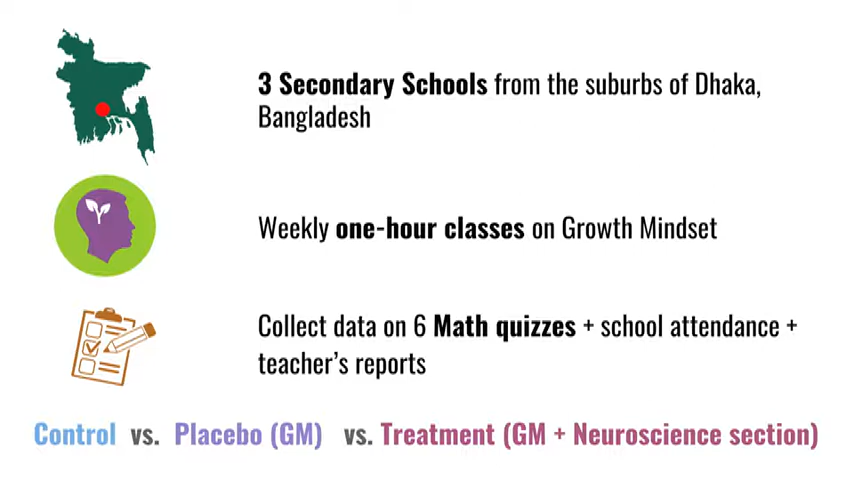 3 Secondary Schools from the suburbs of Dhaka,
Bangladesh
Weekly one-hour classes on Growth Mindset
Collect data on 6 Math quizzes + school attendance +
teacher's reports
Control vs. Placebo (GM) vs. Treatment (GM + Neuroscience section)